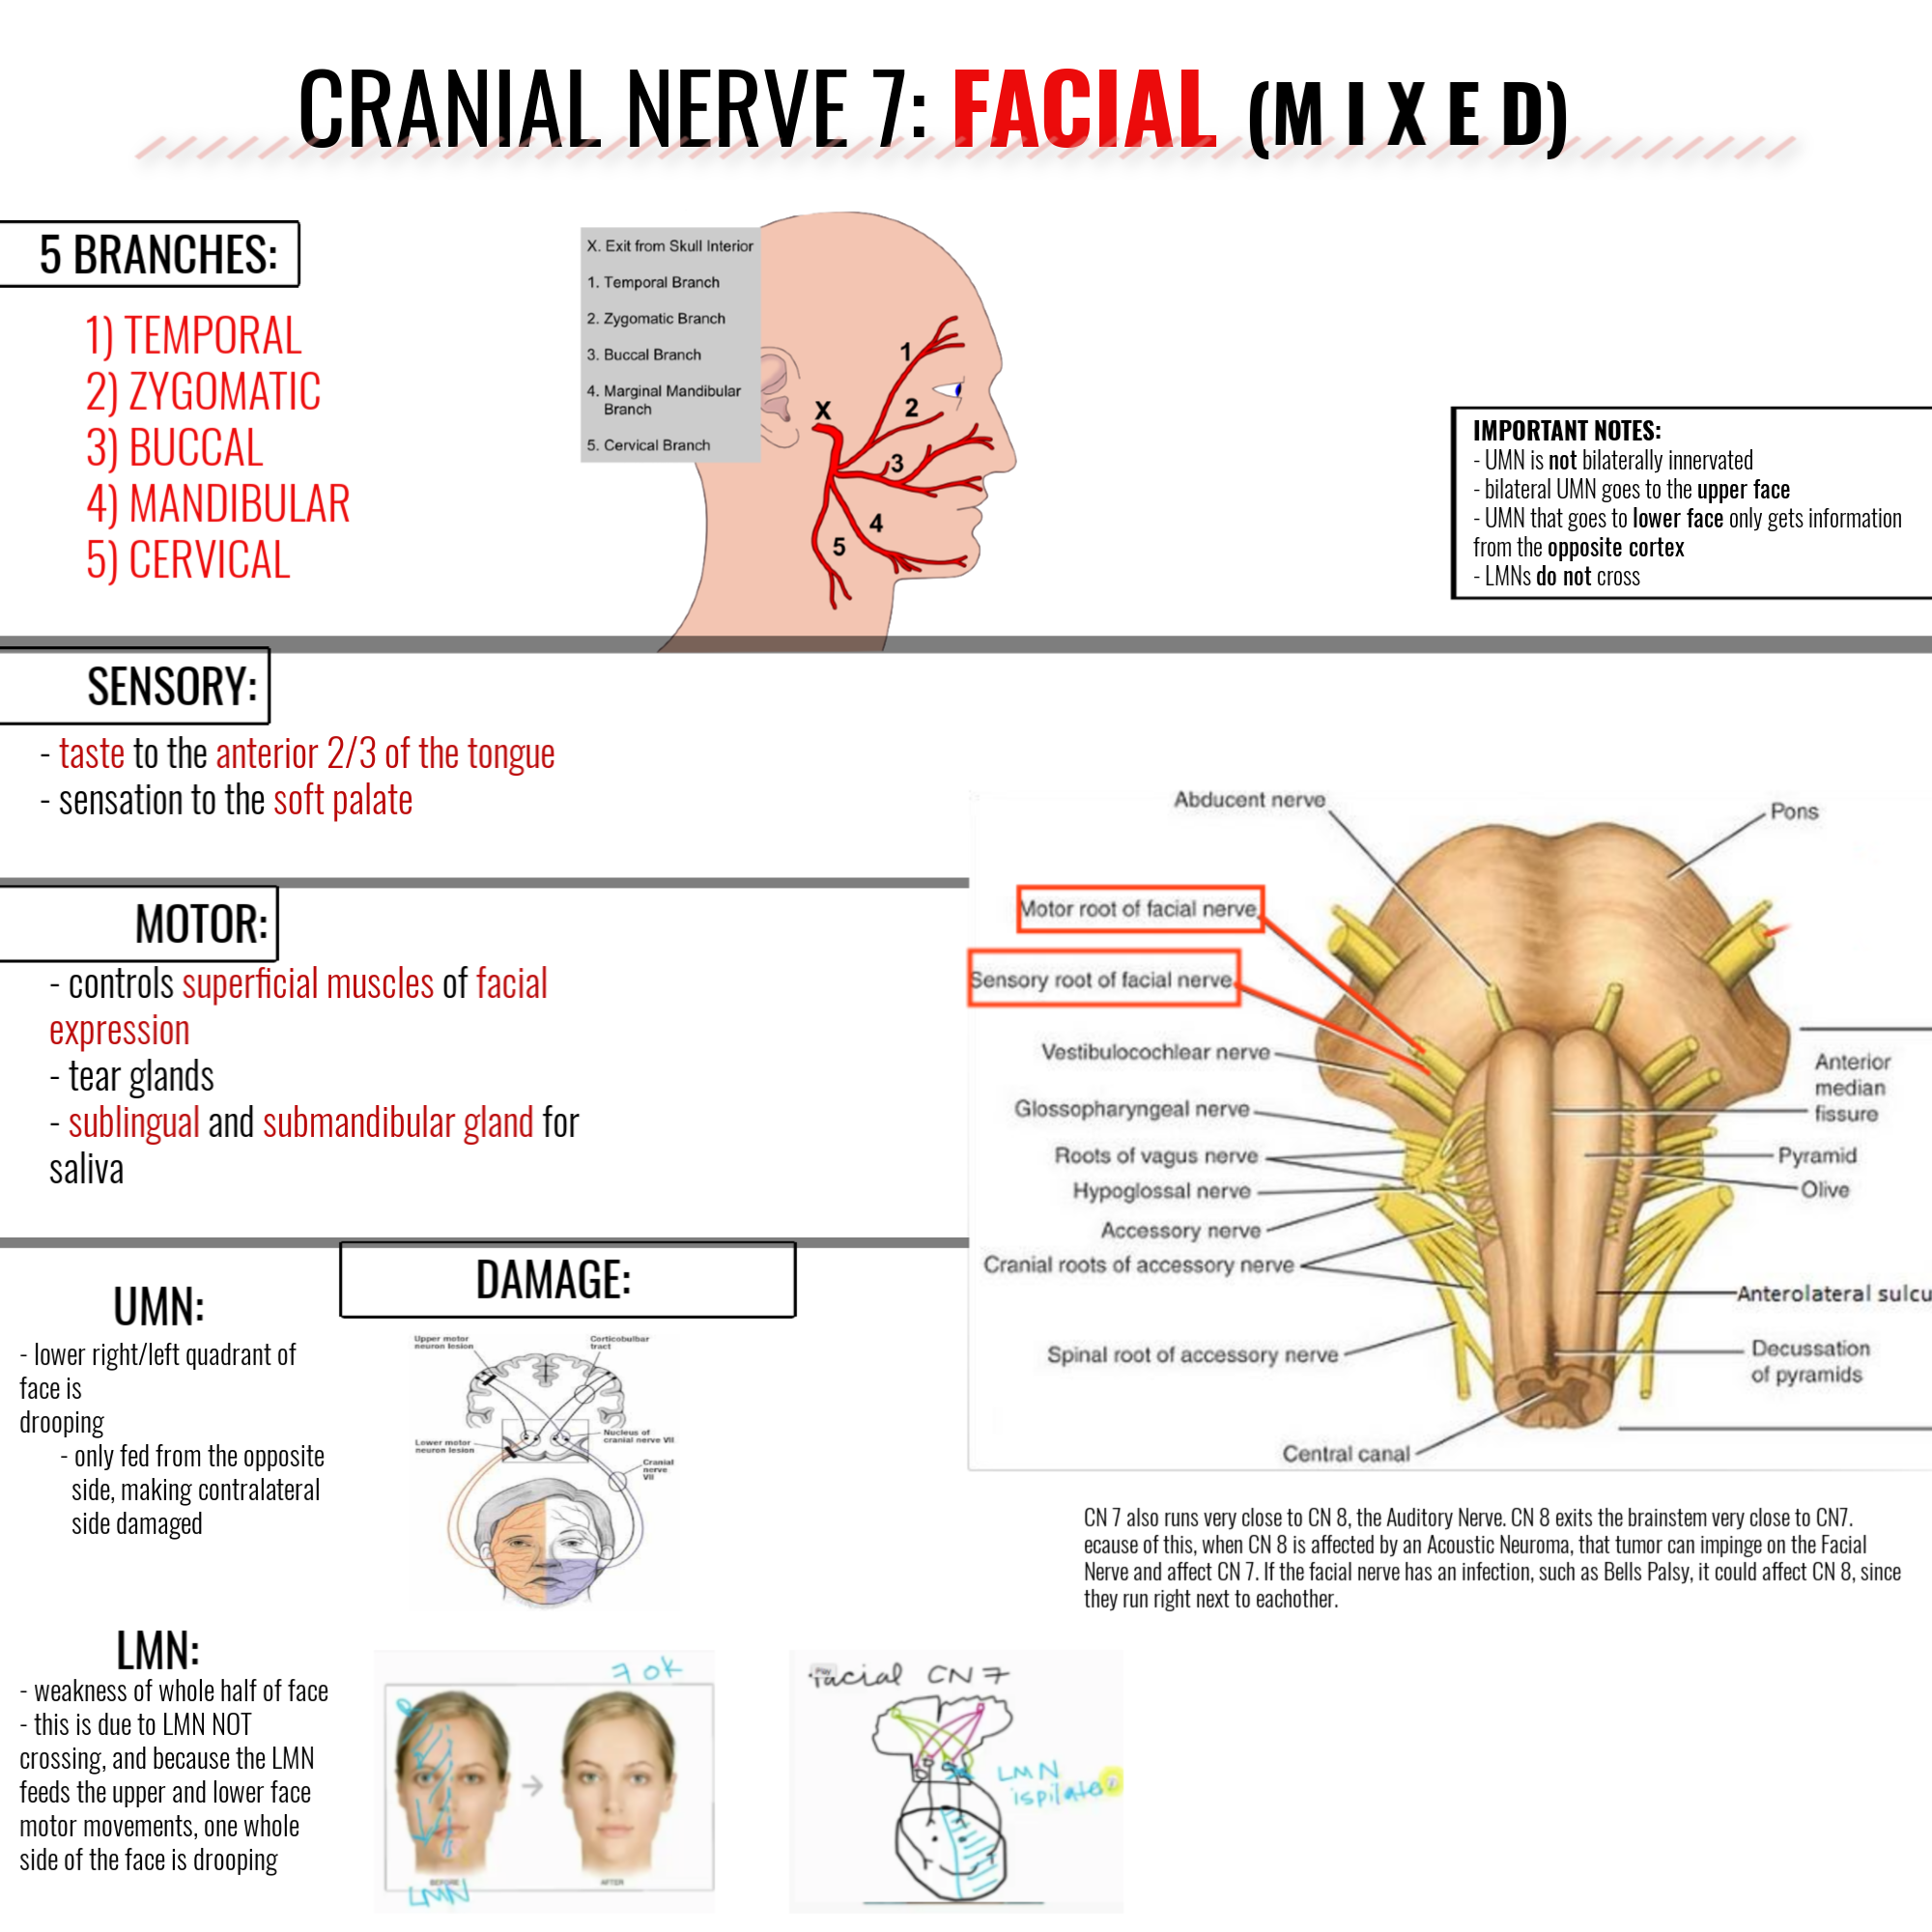 CRANIAL NERVE 7: FACIAL (MIXED)
5 BRANCHES:
1) TEMPORAL
2) ZYGOMATIC
3) BUCCAL
4) MANDIBULAR
5) CERVICAL
X. Exit from Skull Interior
1. Temporal Branch
2. Zygomatic Branch
3. Buccal Branch
4. Marginal Mandibular
Branch
5. Cervical Branch
X
1
2
3
4
5
IMPORTANT NOTES:
- UMN is not bilaterally innervated
- bilateral UMN goes to the upper face
- UMN that goes to lower face only gets information
from the opposite cortex
- LMNs do not cross
SENSORY:
- taste to the anterior 2/3 of the tongue
- sensation to the soft palate
MOTOR:
- controls superficial muscles of facial
expression
- tear glands
- sublingual and submandibular gland for
saliva
Abducent nerve
Pons
Motor root of facial nerve
Sensory root of facial nerve
Vestibulocochlear nerve
Glossopharyngeal nerve
Roots of vagus nerve
Hypoglossal nerve
Accessory nerve
Cranial roots of accessory nerve
Spinal root of accessory nerve
Central canal
Anterior
median
fissure
Pyramid
Olive
Anterolateral sulcu
Decussation
of pyramids
DAMAGE:
UMN:
- lower right/left quadrant of
face is
drooping
- only fed from the opposite
side, making contralateral
side damaged
Upper motor
neuron lesion
Corticobulbar
tract
Nucleus of
cranial nerve VII
Lower motor
neuron lesion
Cranial
nerve
VII
CN 7 also runs very close to CN 8, the Auditory Nerve. CN 8 exits the brainstem very close to CN7.
ecause of this, when CN 8 is affected by an Acoustic Neuroma, that tumor can impinge on the Facial
Nerve and affect CN 7. If the facial nerve has an infection, such as Bells Palsy, it could affect CN 8, since
they run right next to eachother.
LMN:
- weakness of whole half of face
- this is due to LMN NOT
crossing, and because the LMN
feeds the upper and lower face
motor movements, one whole
side of the face is drooping
7 ok
BEFORE
AFTER
LMN
Play
facial CN 7
LMN